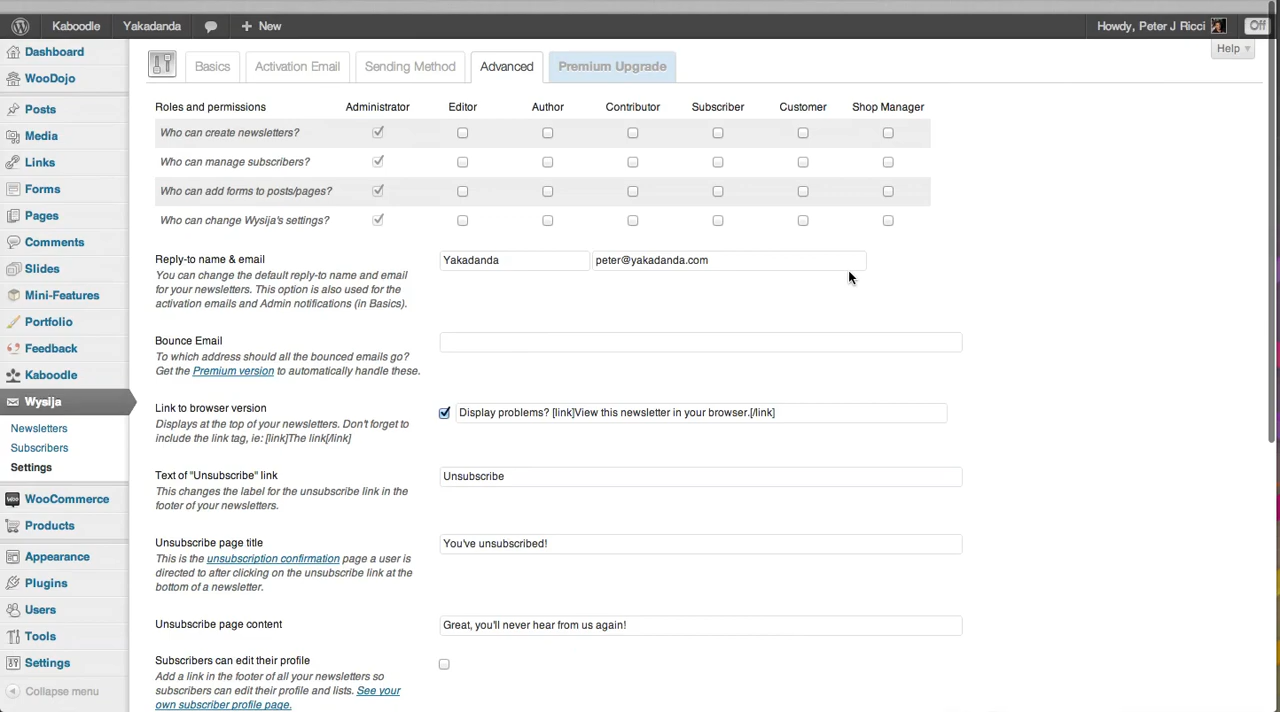 Kaboodle Yakadanda New Howdy, Peter J Ricci Off
Help
Dashboard
WooDojo
Posts
Media
Links
Forms
Pages
Comments
Slides
Mini-Features
Portfolio
Feedback
Kaboodle
Wysija
Newsletters
Subscribers
Settings
WooCommerce
Products
Appearance
Plugins
Users
Tools
Settings
Collapse menu
Basics Activation Email Sending Method Advanced Premium Upgrade
Roles and permissions Administrator Editor Author Contributor Subscriber Customer Shop Manager
Who can create newsletters?
Who can manage subscribers?
Who can add forms to posts/pages?
Who can change Wysija's settings?
Reply-to name & email Yakadanda peter@yakadanda.com
You can change the default reply-to name and email
for your newsletters. This option is also used for the
activation emails and Admin notifications (in Basics).
Bounce Email
To which address should all the bounced emails go?
Get the Premium version to automatically handle these.
Link to browser version Display problems? [link]View this newsletter in your browser.[/link]
Displays at the top of your newsletters. Don't forget to
include the link tag, ie: [link]The link[/link]
Text of "Unsubscribe" link Unsubscribe
This changes the label for the unsubscribe link in the
footer of your newsletters.
Unsubscribe page title You've unsubscribed!
This is the unsubscription confirmation page a user is
directed to after clicking on the unsubscribe link at the
bottom of a newsletter.
Unsubscribe page content Great, you'll never hear from us again!
Subscribers can edit their profile
Add a link in the footer of all your newsletters so
subscribers can edit their profile and lists. See your
own subscriber profile page.